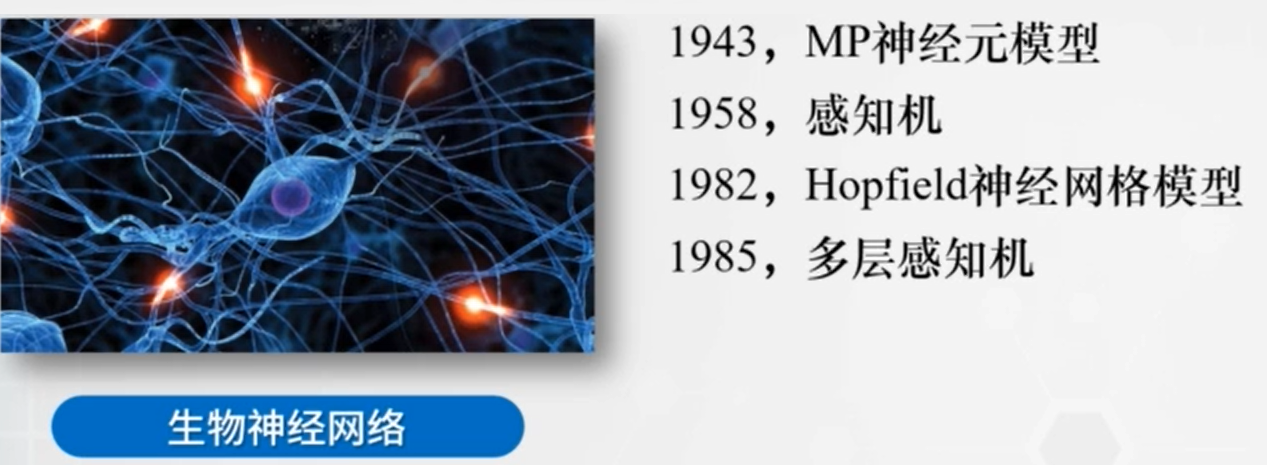 1943，MP神经元模型
1958，感知机
1982，Hopfield神经网格模型
1985，多层感知机
生物神经网络